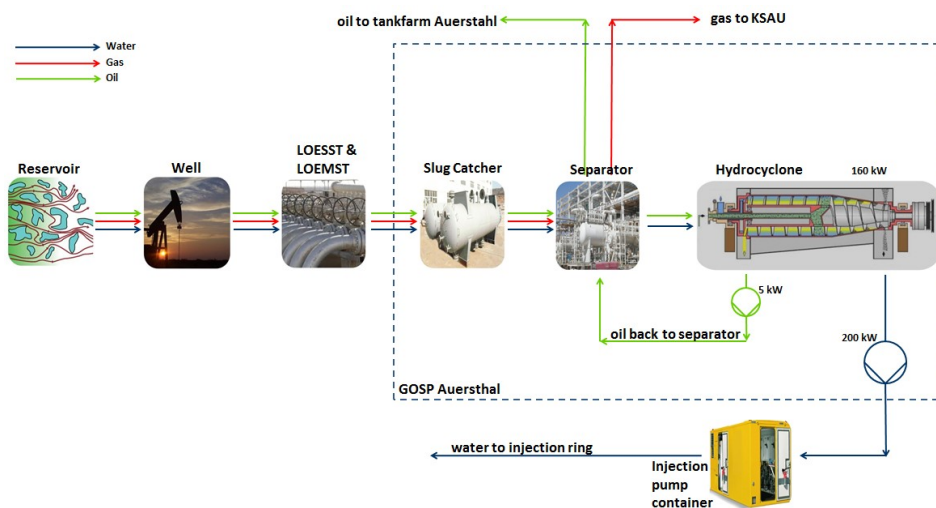 oil to tankfarm Auerstahl
gas to KSAU
Water
Gas
Oil
Reservoir
Well
LOESST &
LOEMST
Slug Catcher
Separator
Hydrocyclone
160 kW
5 kW
oil back to separator
200 kW
GOSP Auersthal
water to injection ring
Injection
pump
container